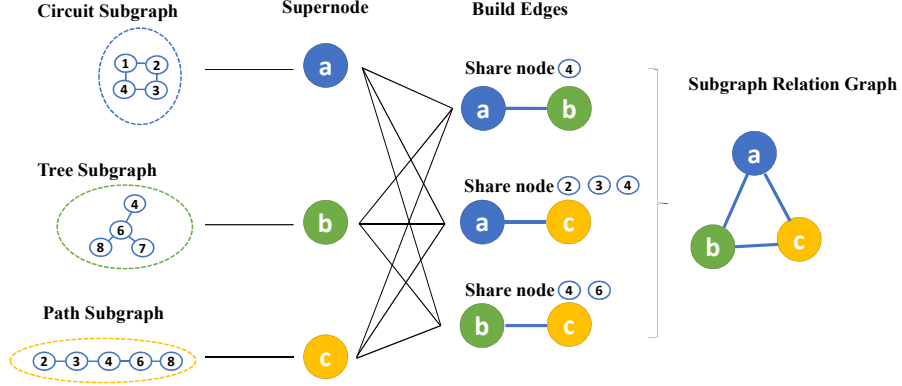 Circuit Subgraph
Supernode
Build Edges
1 2
4 3
a
Share node 4
a b
Subgraph Relation Graph
a
b c
Tree Subgraph
4
6
8 7
b
Share node 2 3 4
a c
Path Subgraph
2 3 4 6 8
c
Share node 4 6
b c